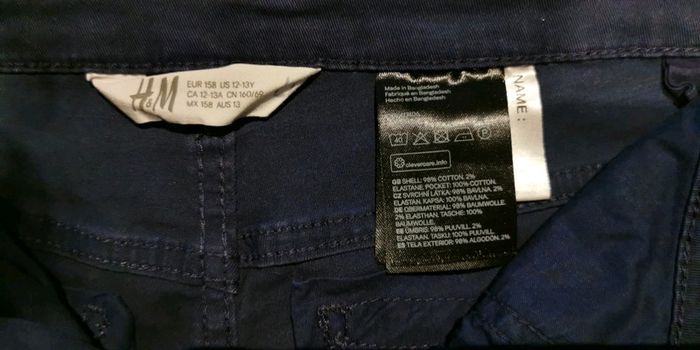 H&M
EUR 158 US 12-13Y
CA 12-13A CN 160/69
MX 158 AUS 13
Made in Bangladesh
Fabriqué en Bangladesh
Hecho en Bangladesh
40
clevercare.info
GB SHELL: 98% COTTON. 2%
ELASTANE. POCKET: 100% COTTON.
CZ SVRCHNÍ LÁTKA: 98% BAVLNA. 2%
ELASTAN. KAPSA: 100% BAVLNA.
DE OBERMATERIAL: 98% BAUMWOLLE.
2% ELASTHAN. TASCHE: 100%
BAUMWOLLE.
EE ÜMBRIS: 98% PUUVILL. 2%
ELASTAAN. TASKU: 100% PUUVILL.
ES TELA EXTERIOR: 98% ALGODÓN. 2%
NAME: